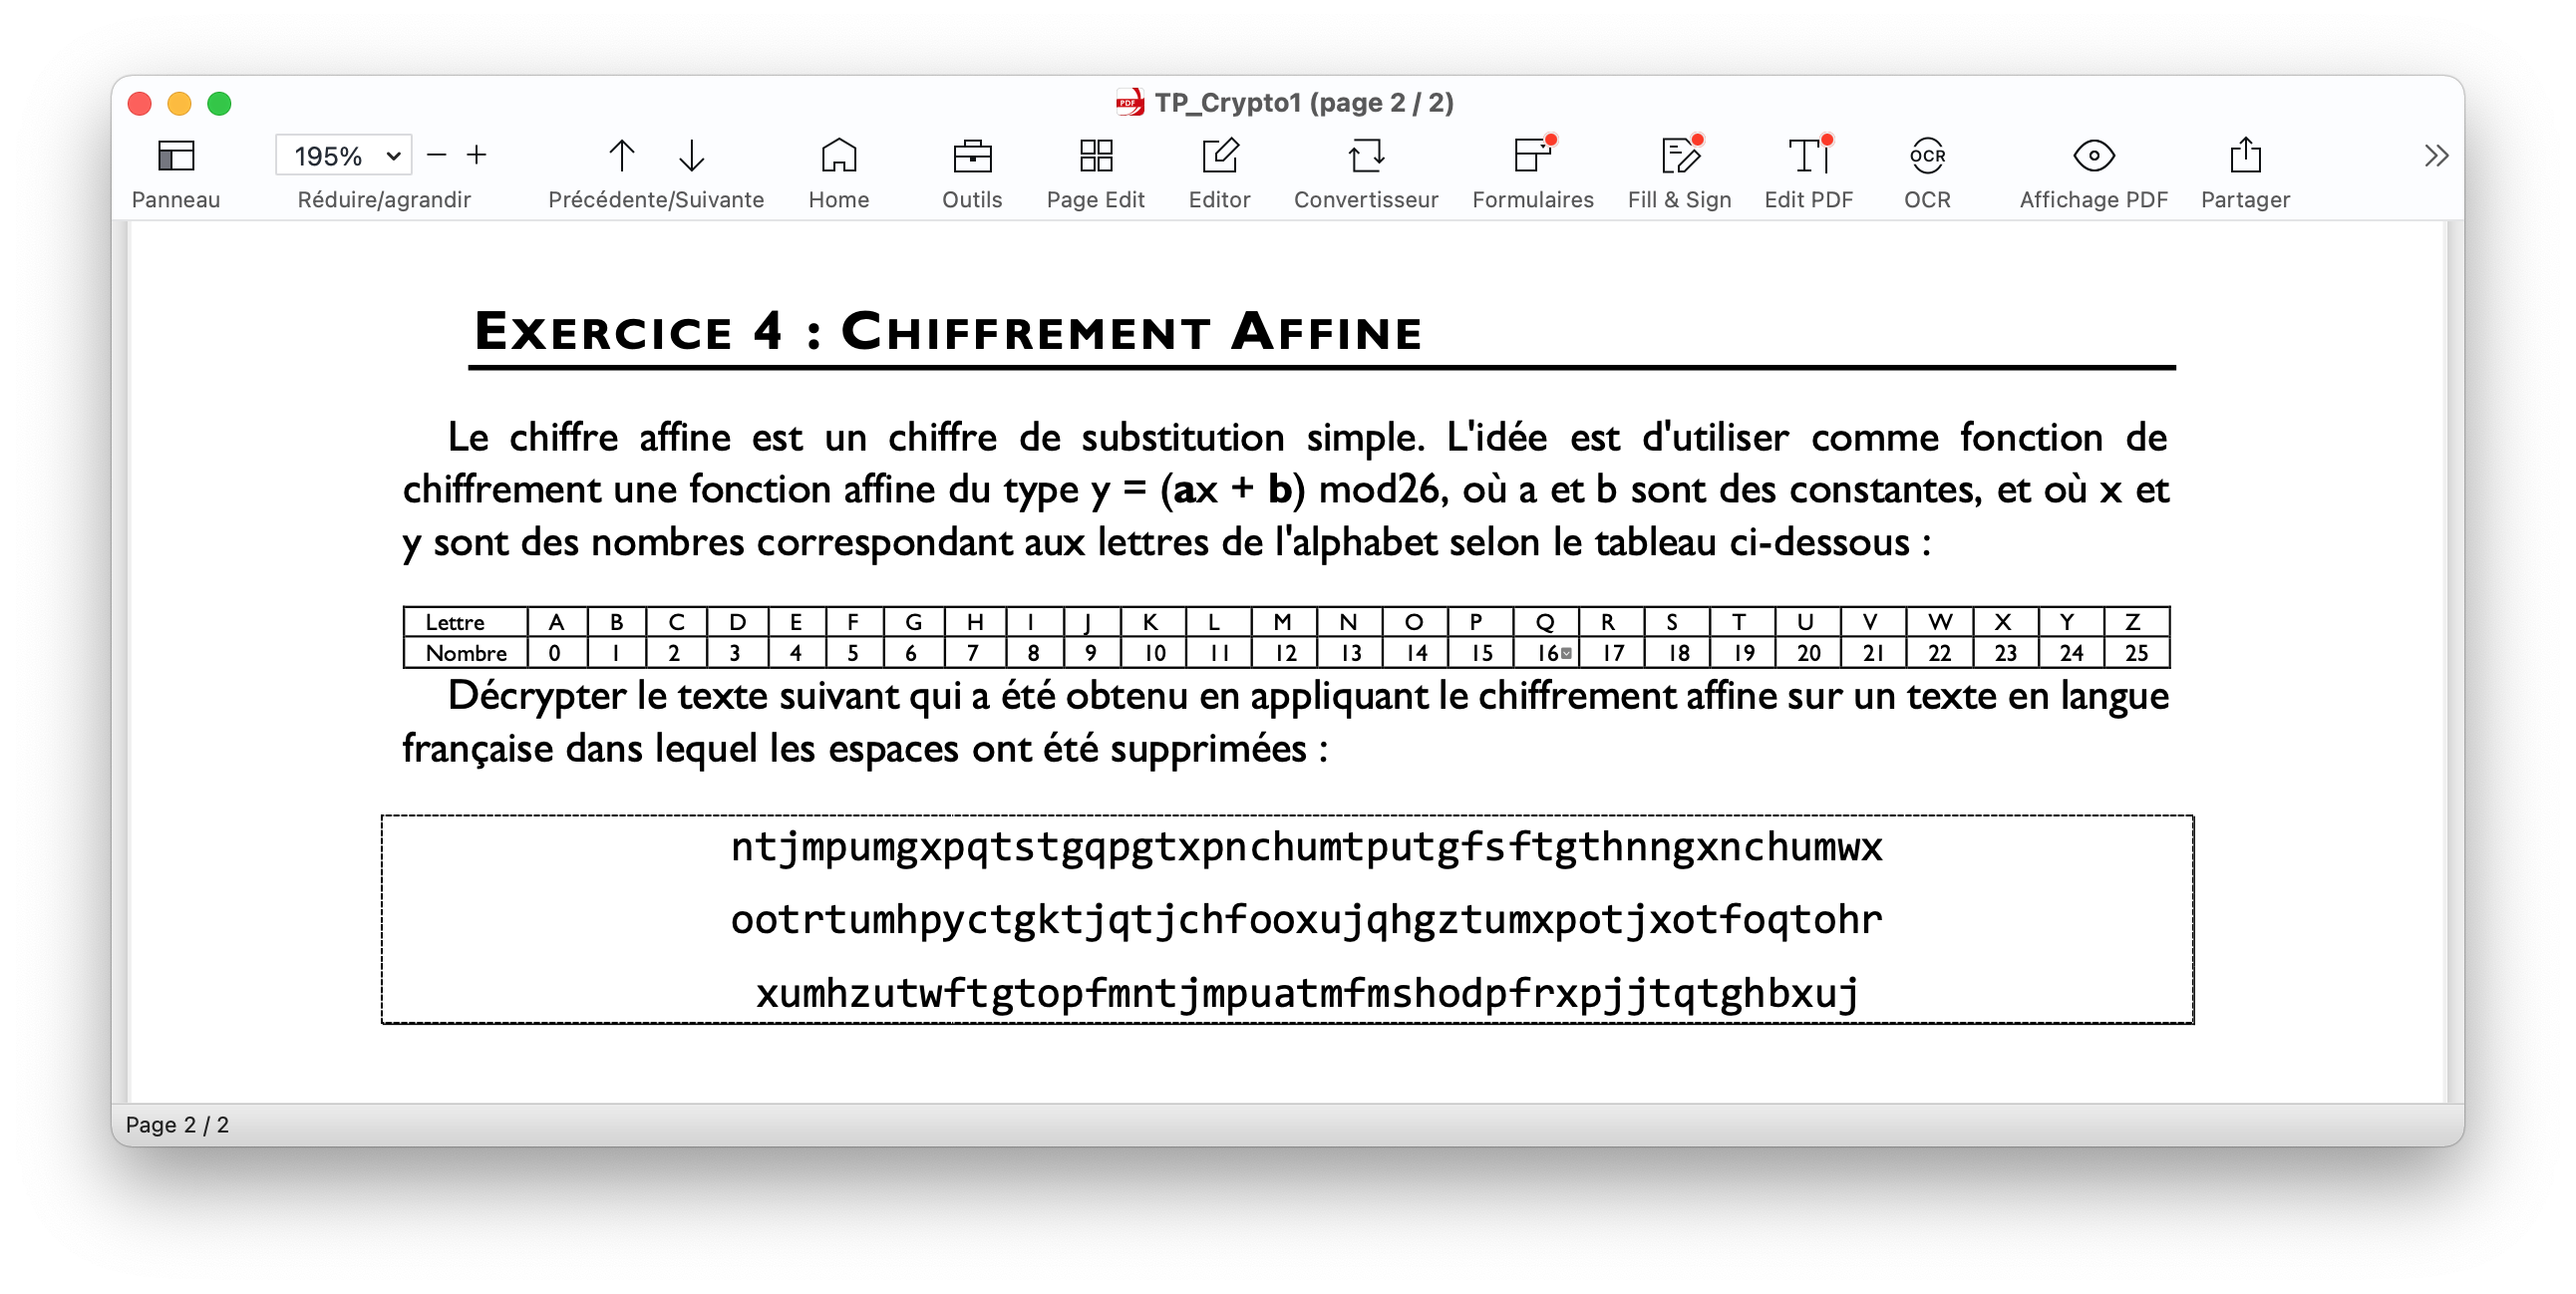 TP_Crypto1 (page 2 / 2)
195%
Panneau Réduire/agrandir Précédente/Suivante Home Outils Page Edit Editor Convertisseur Formulaires Fill & Sign Edit PDF OCR Affichage PDF Partager
EXERCICE 4 : CHIFFREMENT AFFINE
Le chiffre affine est un chiffre de substitution simple. L'idée est d'utiliser comme fonction de
chiffrement une fonction affine du type y = (ax + b) mod26, où a et b sont des constantes, et où x et
y sont des nombres correspondant aux lettres de l'alphabet selon le tableau ci-dessous :
Lettre A B C D E F G H I J K L M N O P Q R S T U V W X Y Z
Nombre 0 1 2 3 4 5 6 7 8 9 10 11 12 13 14 15 16 17 18 19 20 21 22 23 24 25
Décrypter le texte suivant qui a été obtenu en appliquant le chiffrement affine sur un texte en langue
française dans lequel les espaces ont été supprimées :
ntjmpumgxpqtstgqpgtxpnchumtputgfsftgthnngxnchumwx
ootrtumhpyctgktjqtjchfooxujqhgztumxpotjxotfoqtohr
xumhzutwftgtopfmntjmpuatmfmshodpfrxpjjtqtghbxuj
Page 2 / 2